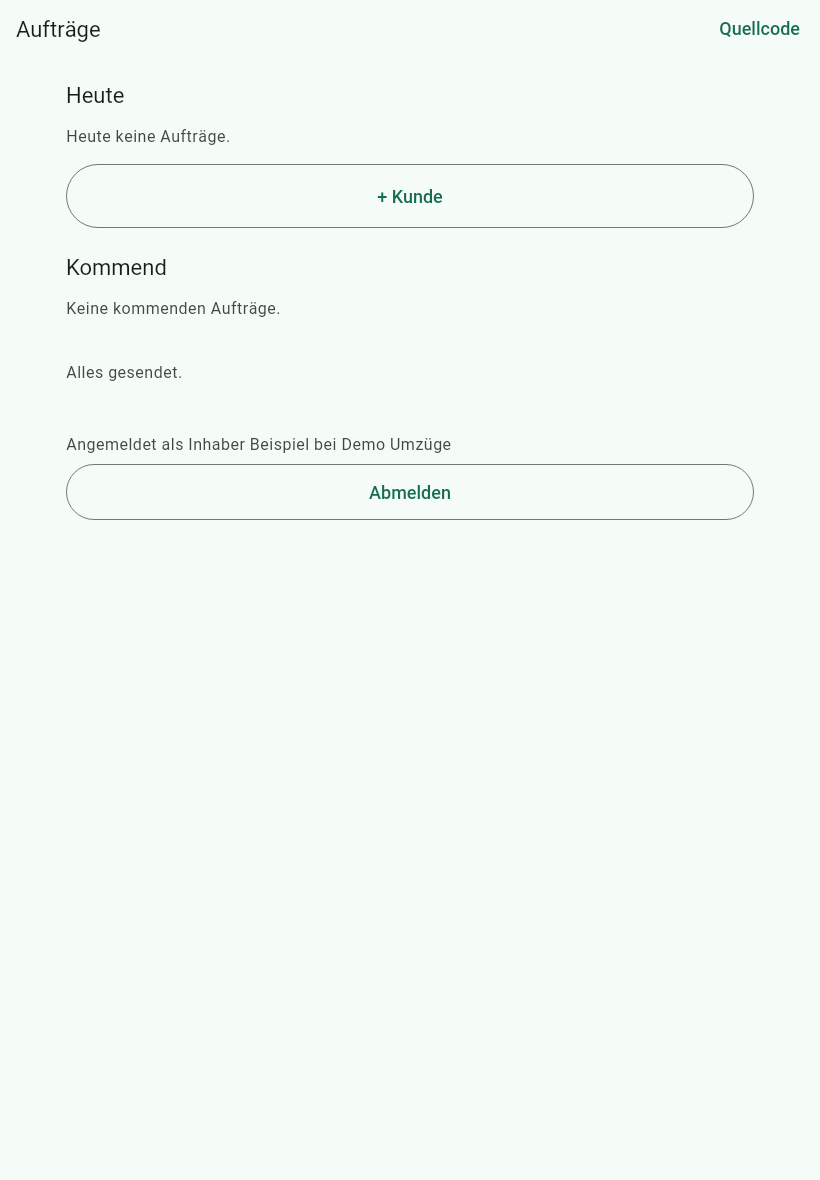 Aufträge
Quellcode
Heute
Heute keine Aufträge.
+ Kunde
Kommend
Keine kommenden Aufträge.
Alles gesendet.
Angemeldet als Inhaber Beispiel bei Demo Umzüge
Abmelden